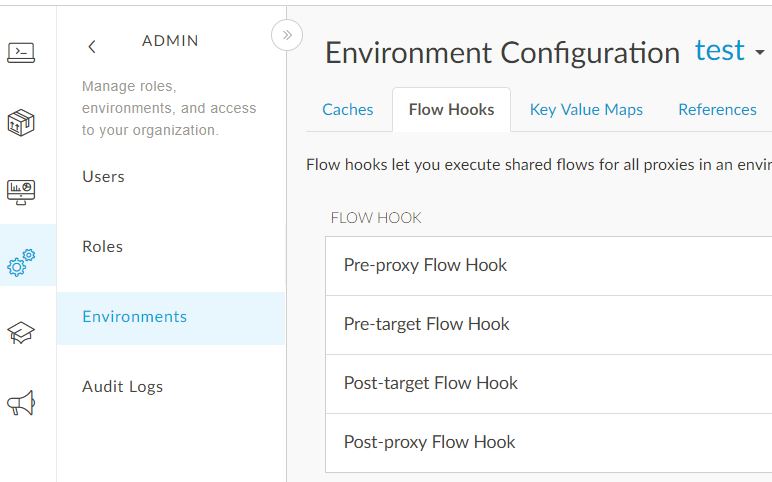 ADMIN
Manage roles,
environments, and access
to your organization.
Users
Roles
Environments
Audit Logs
Environment Configuration test
Caches Flow Hooks Key Value Maps References
Flow hooks let you execute shared flows for all proxies in an
FLOW HOOK
Pre-proxy Flow Hook
Pre-target Flow Hook
Post-target Flow Hook
Post-proxy Flow Hook